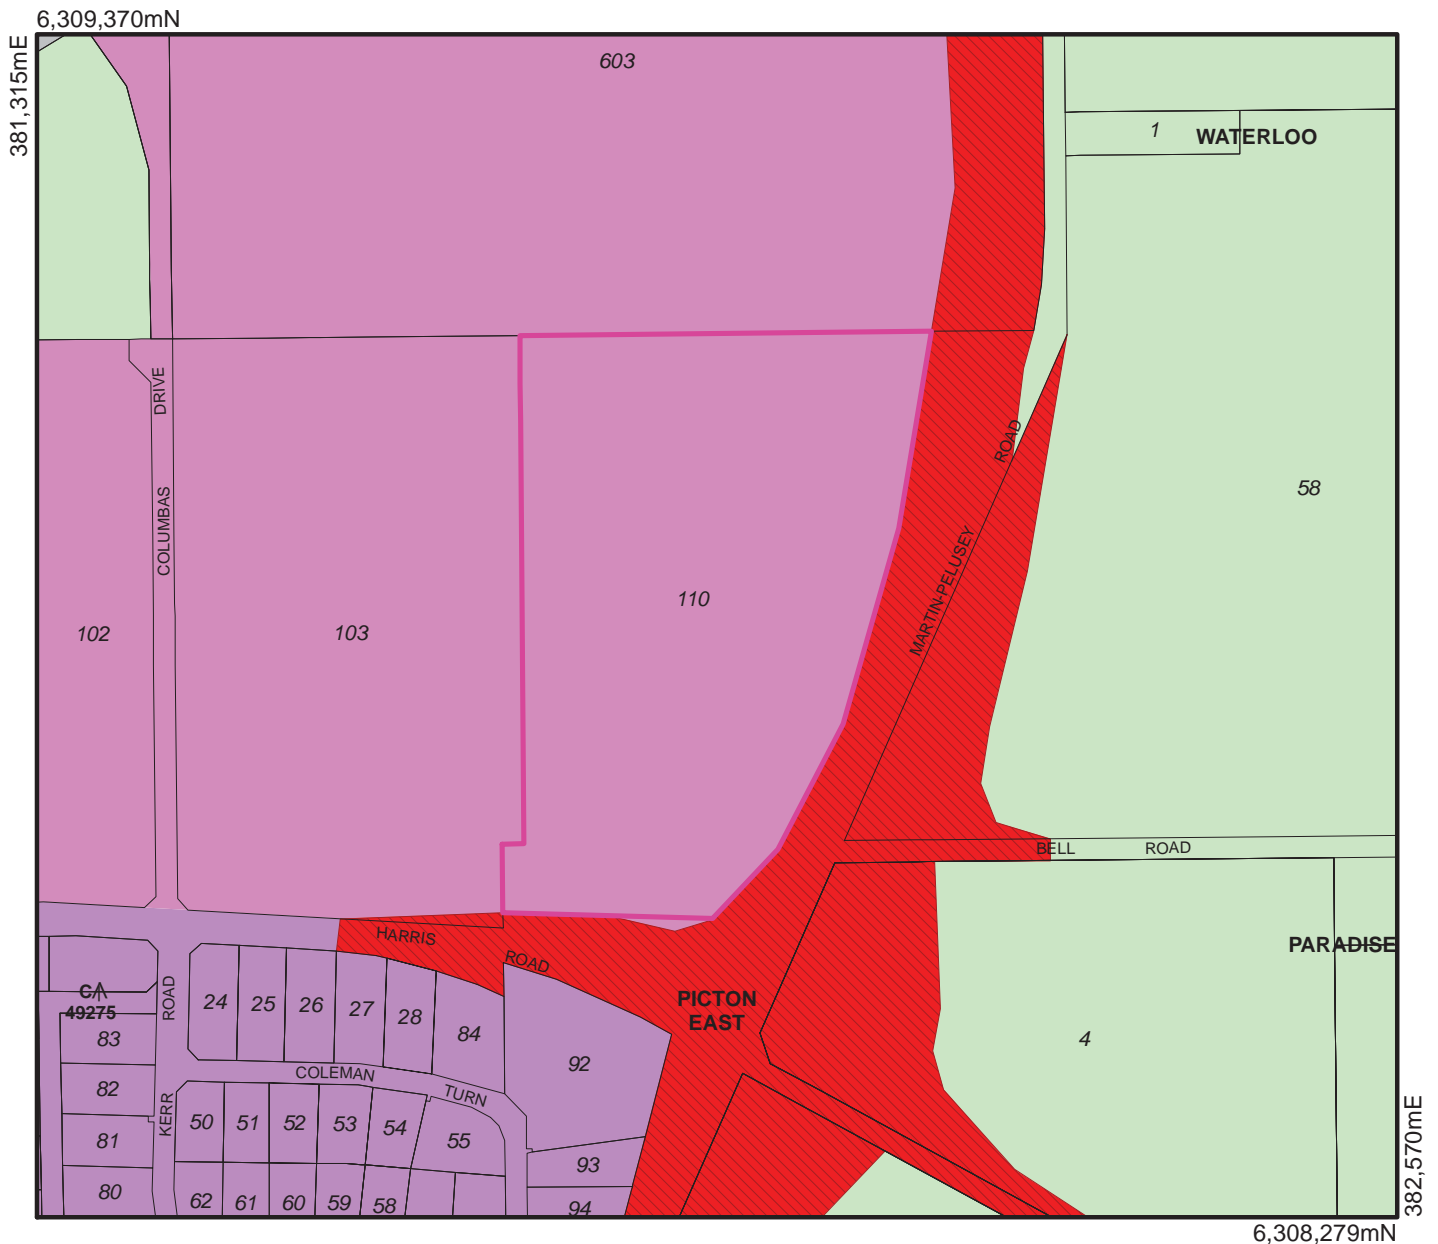 6,309,370mN
381,315mE
603
1
WATERLOO
DRIVE
ROAD
58
COLUMBAS
MARTIN-PELUSEY
110
102
103
BELL ROAD
HARRIS
ROAD
PARADISE
C
49275
ROAD
24
25
26
27
28
84
PICTON
EAST
83
92
4
82
COLEMAN
TURN
KERR
50
51
52
53
54
55
81
93
80
62
61
60
59
58
94
382,570mE
6,308,279mN